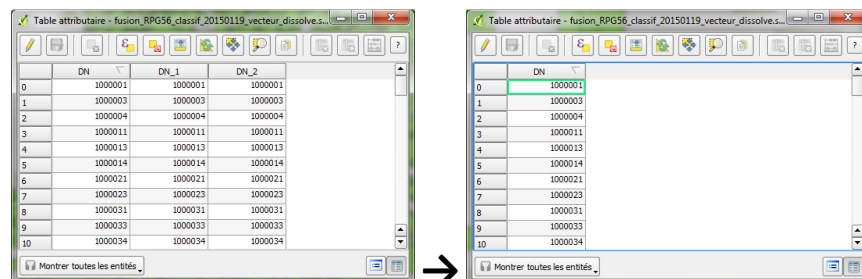 Table attributaire - fusion_RPG56_classif_20150119_vecteur_dissolve.s...
DN DN_1 DN_2
0 1000001 1000001 1000001
1 1000003 1000003 1000003
2 1000004 1000004 1000004
3 1000011 1000011 1000011
4 1000013 1000013 1000013
5 1000014 1000014 1000014
6 1000021 1000021 1000021
7 1000023 1000023 1000023
8 1000031 1000031 1000031
9 1000033 1000033 1000033
10 1000034 1000034 1000034
Montrer toutes les entités
→
Table attributaire - fusion_RPG56_classif_20150119_vecteur_dissolve.s...
DN
0 1000001
1 1000003
2 1000004
3 1000011
4 1000013
5 1000014
6 1000021
7 1000023
8 1000031
9 1000033
10 1000034
Montrer toutes les entités